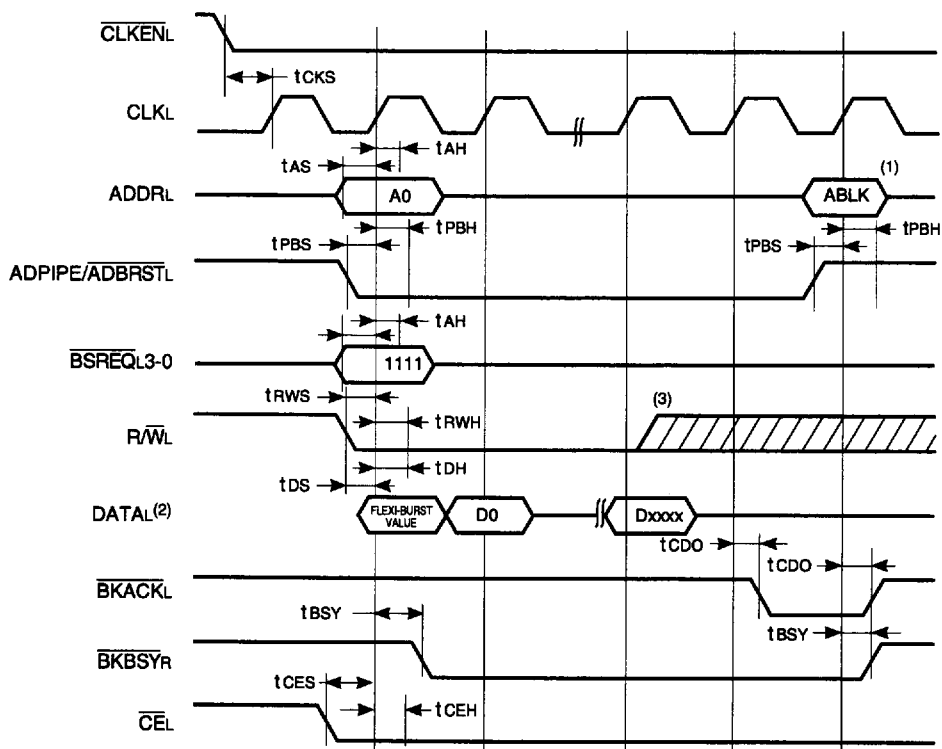 CLKENL
tCKS
CLKL
tAH
tAS
ADDRL
A0
ABLK
(1)
tPBH
tPBS
tPBS
tPBH
ADPIPE/ADBRSTL
tAH
BSREQL3-0
1111
tRWS
(3)
tRWH
R/WL
tDH
tDS
DATAL(2)
FLEXI-BURST
VALUE
D0
Dxxxx
tCDO
tCDO
BKACKL
tBSY
tBSY
BKBSYR
tCES
tCEH
CEL